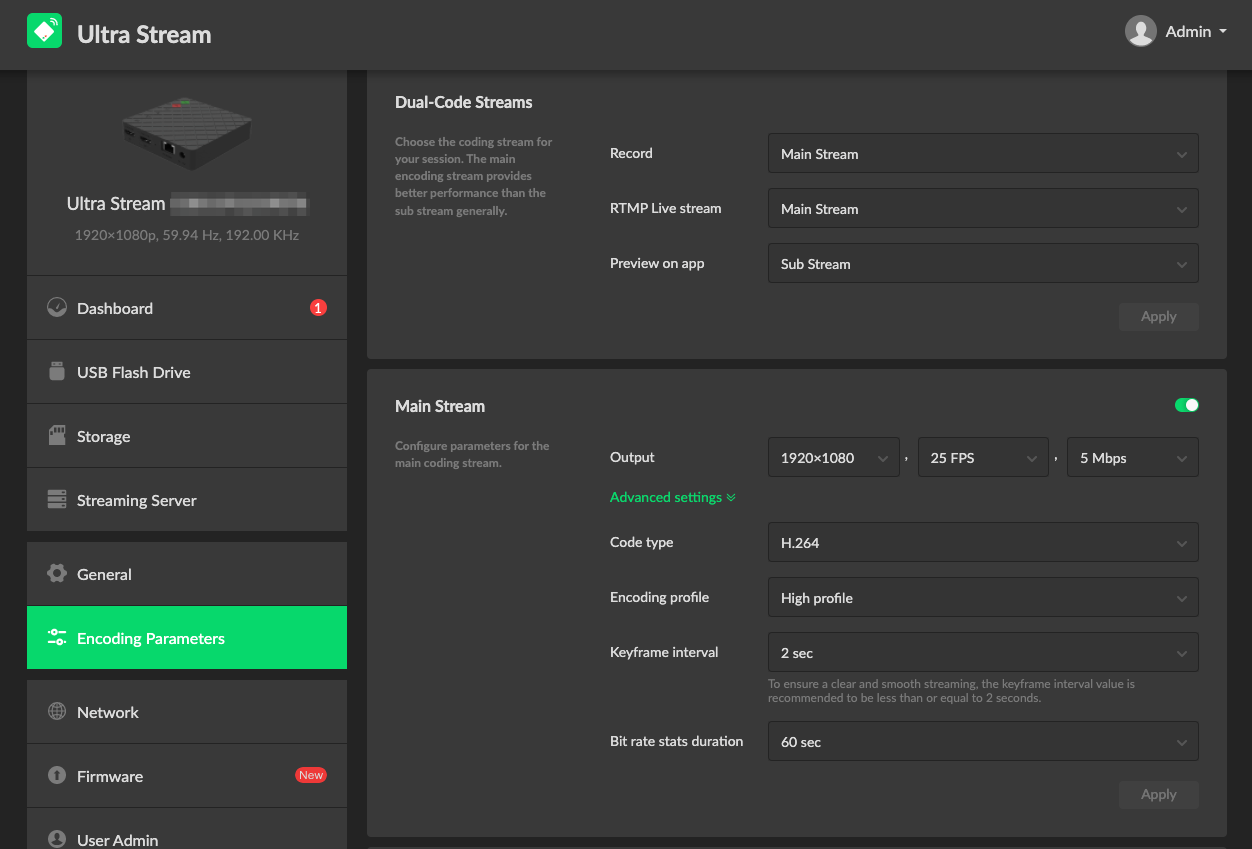 Ultra Stream
Admin
Ultra Stream
1920×1080p, 59.94 Hz, 192.00 KHz
Dashboard
1
USB Flash Drive
Storage
Streaming Server
General
Encoding Parameters
Network
Firmware
New
User Admin
Dual-Code Streams
Choose the coding stream for
your session. The main
encoding stream provides
better performance than the
sub stream generally.
Record
Main Stream
RTMP Live stream
Main Stream
Preview on app
Sub Stream
Apply
Main Stream
Configure parameters for the
main coding stream.
Output
1920×1080 , 25 FPS , 5 Mbps
Advanced settings
Code type
H.264
Encoding profile
High profile
Keyframe interval
2 sec
To ensure a clear and smooth streaming, the keyframe interval value is
recommended to be less than or equal to 2 seconds.
Bit rate stats duration
60 sec
Apply